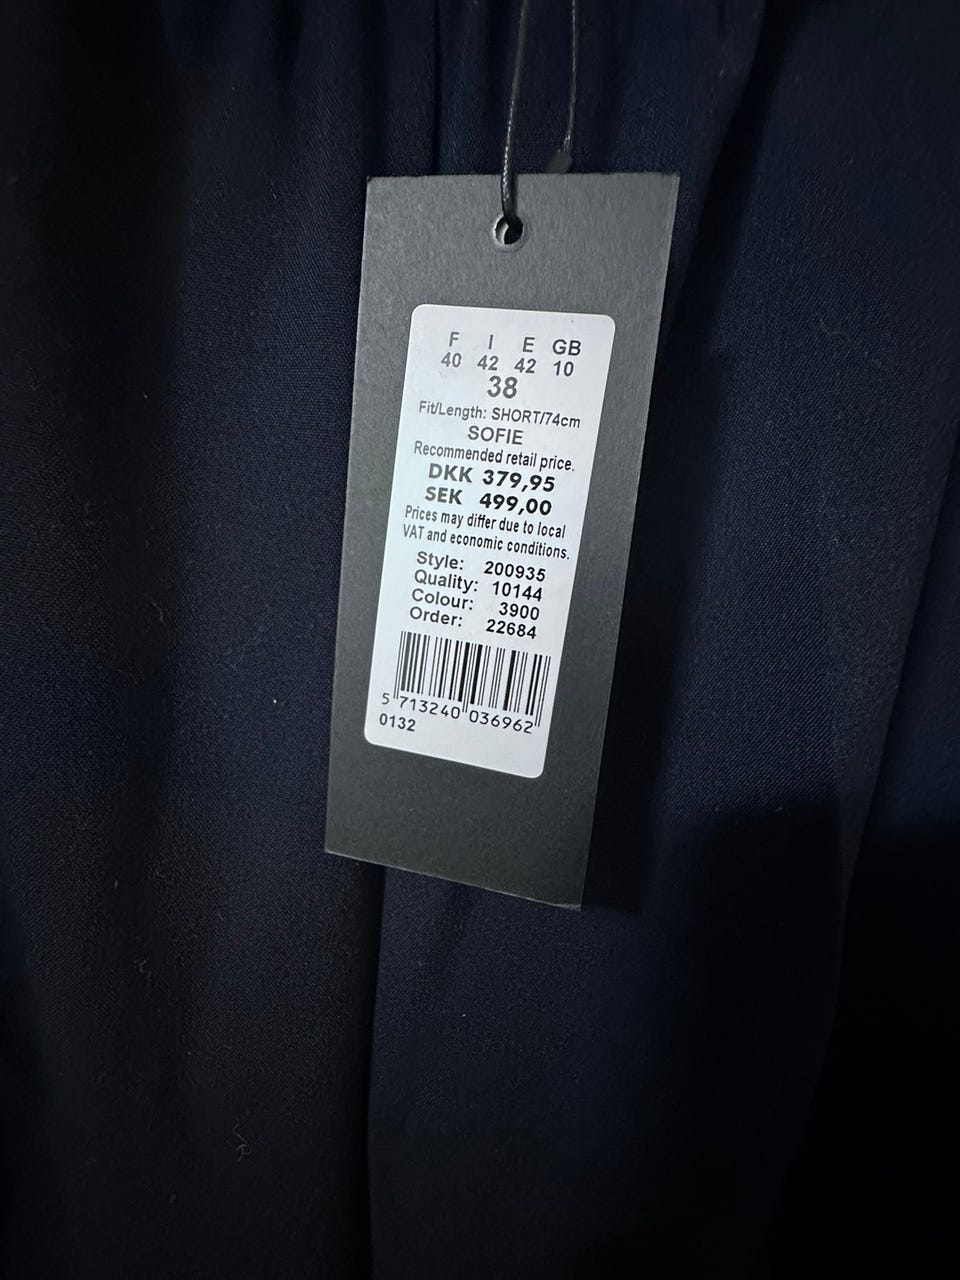 F I E GB
40 42 42 10
38
Fit/Length: SHORT/74cm
SOFIE
Recommended retail price.
DKK 379,95
SEK 499,00
Prices may differ due to local
VAT and economic conditions.
Style: 200935
Quality: 10144
Colour: 3900
Order: 22684
5 713240 036962
0132